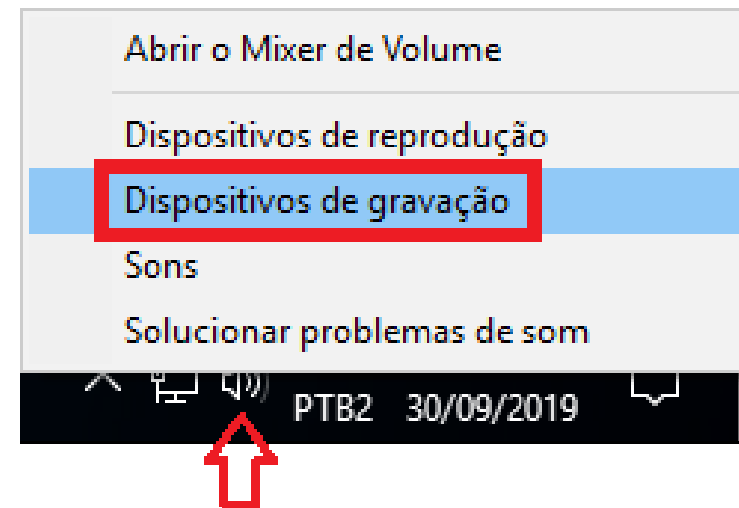 Abrir o Mixer de Volume
Dispositivos de reprodução
Dispositivos de gravação
Sons
Solucionar problemas de som
PTB2 30/09/2019